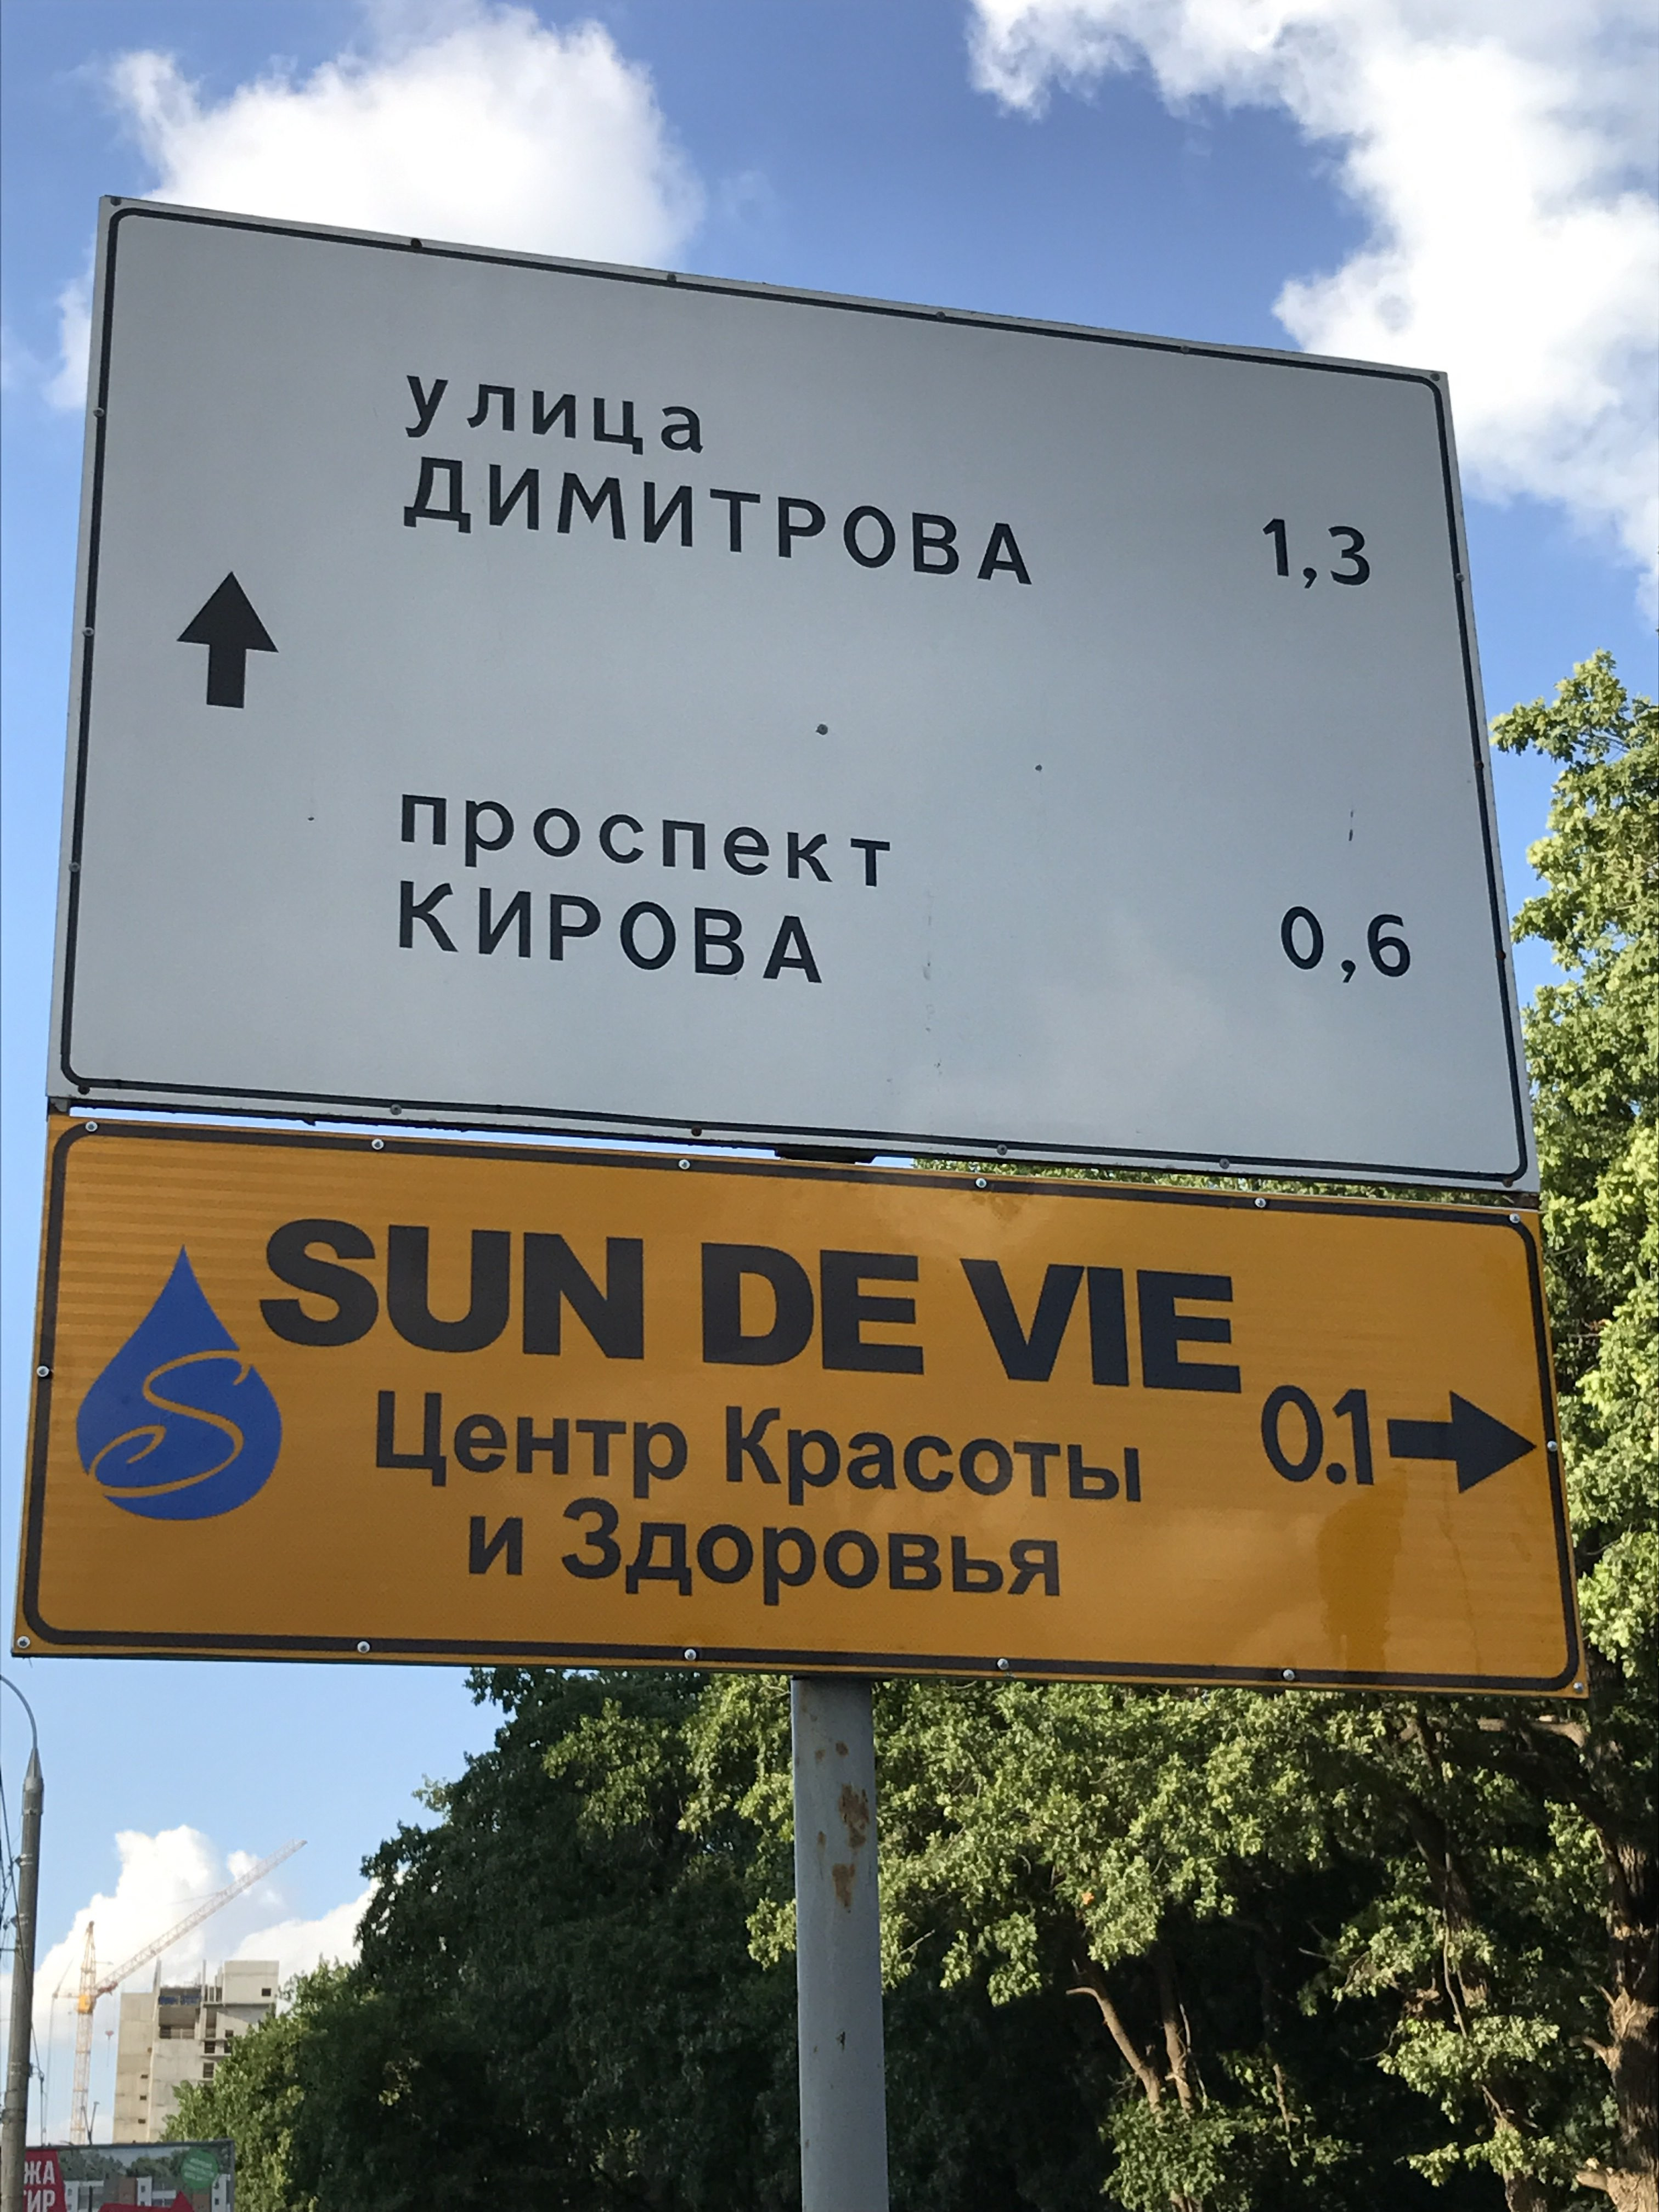 улица
ДИМИТРОВА 1,3
проспект
КИРОВА 0,6
SUN DE VIE
Центр Красоты 0.1
и Здоровья